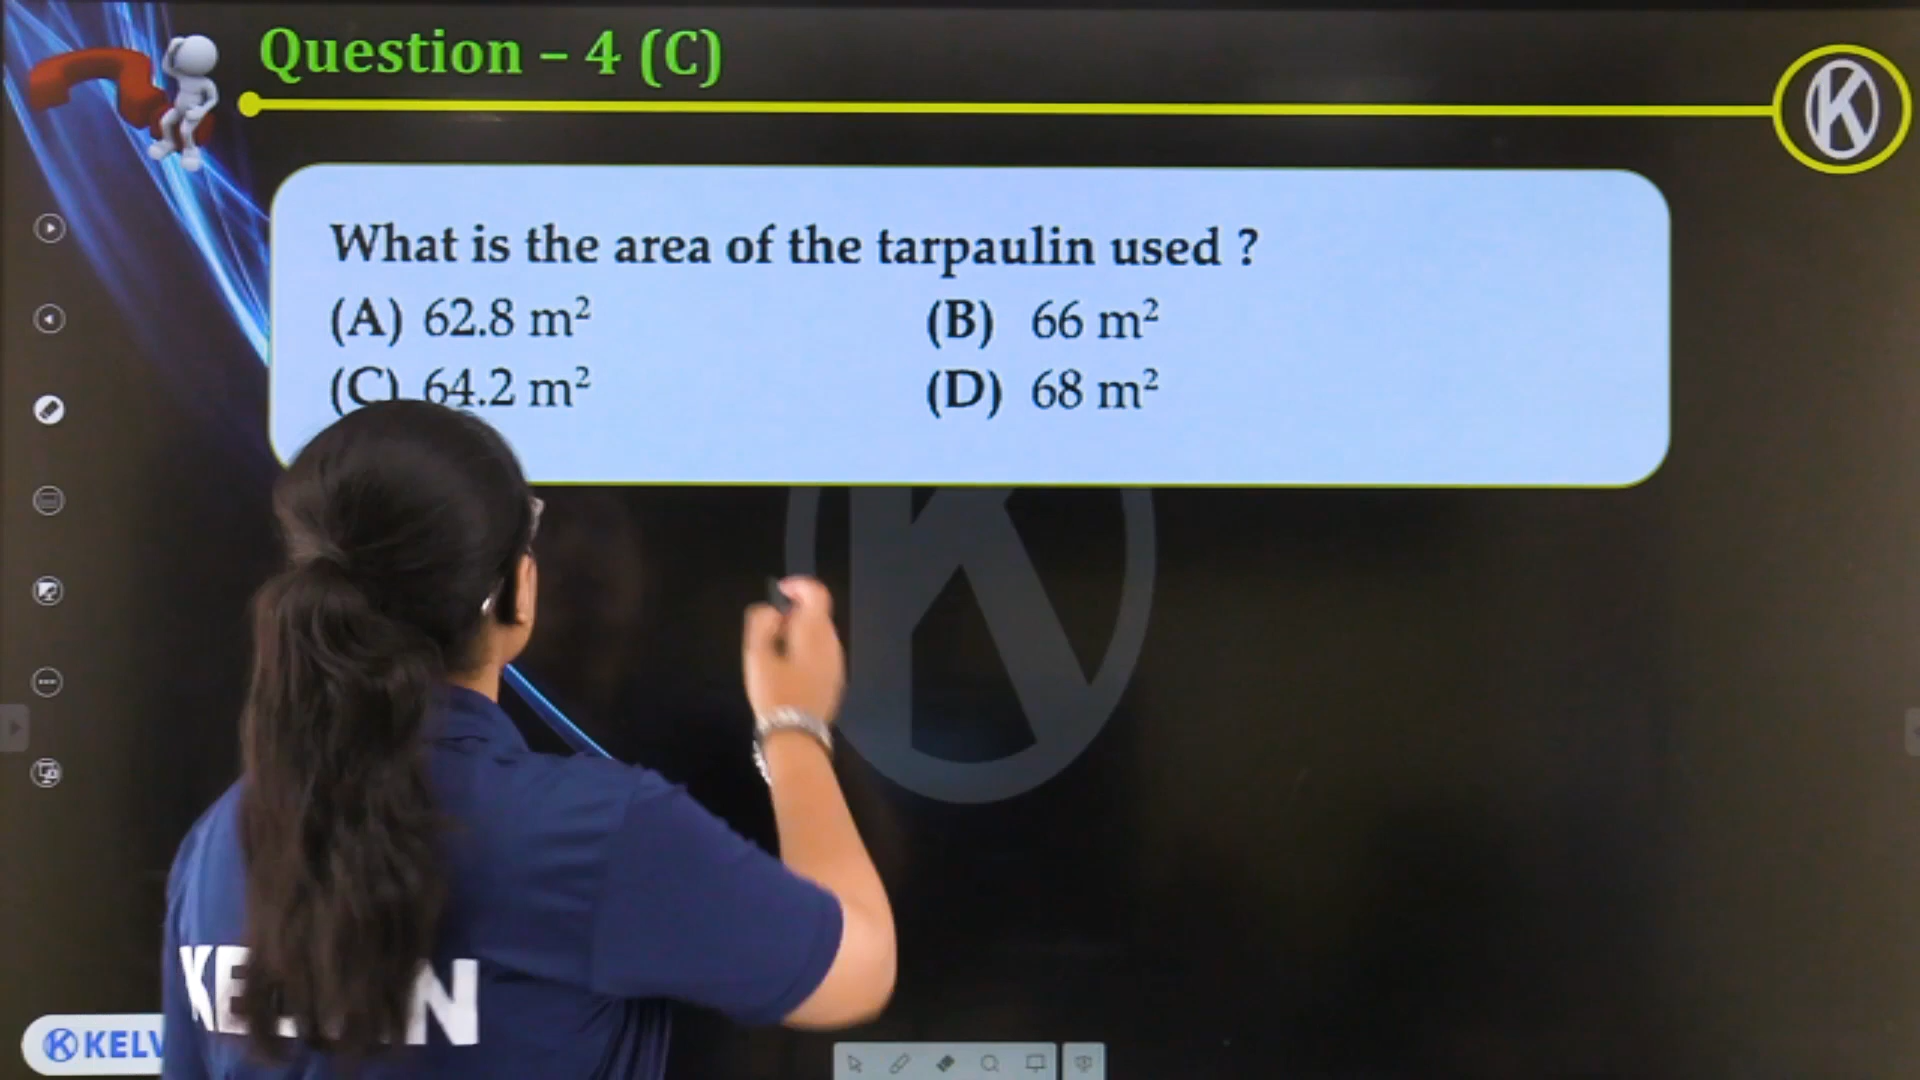 Question – 4 (C)
What is the area of the tarpaulin used ?
(A) 62.8 m²
(B) 66 m²
(C) 64.2 m²
(D) 68 m²
K
K